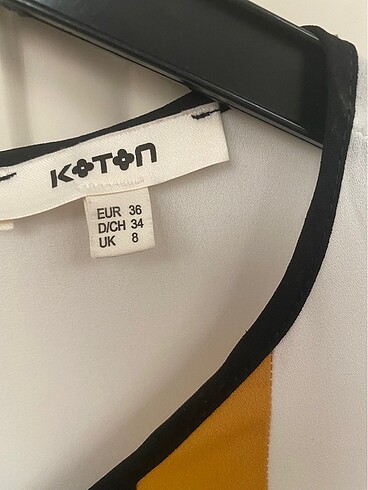 KOTON
EUR 36
D/CH 34
UK 8